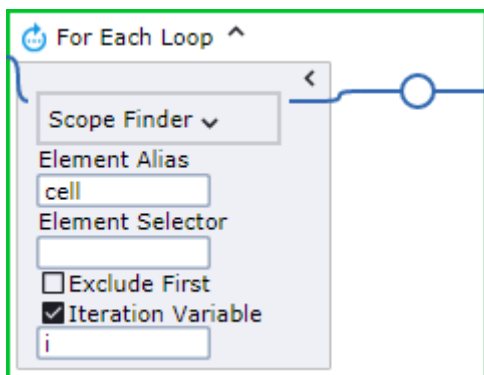 For Each Loop
Scope Finder
Element Alias
cell
Element Selector
Exclude First
Iteration Variable
i